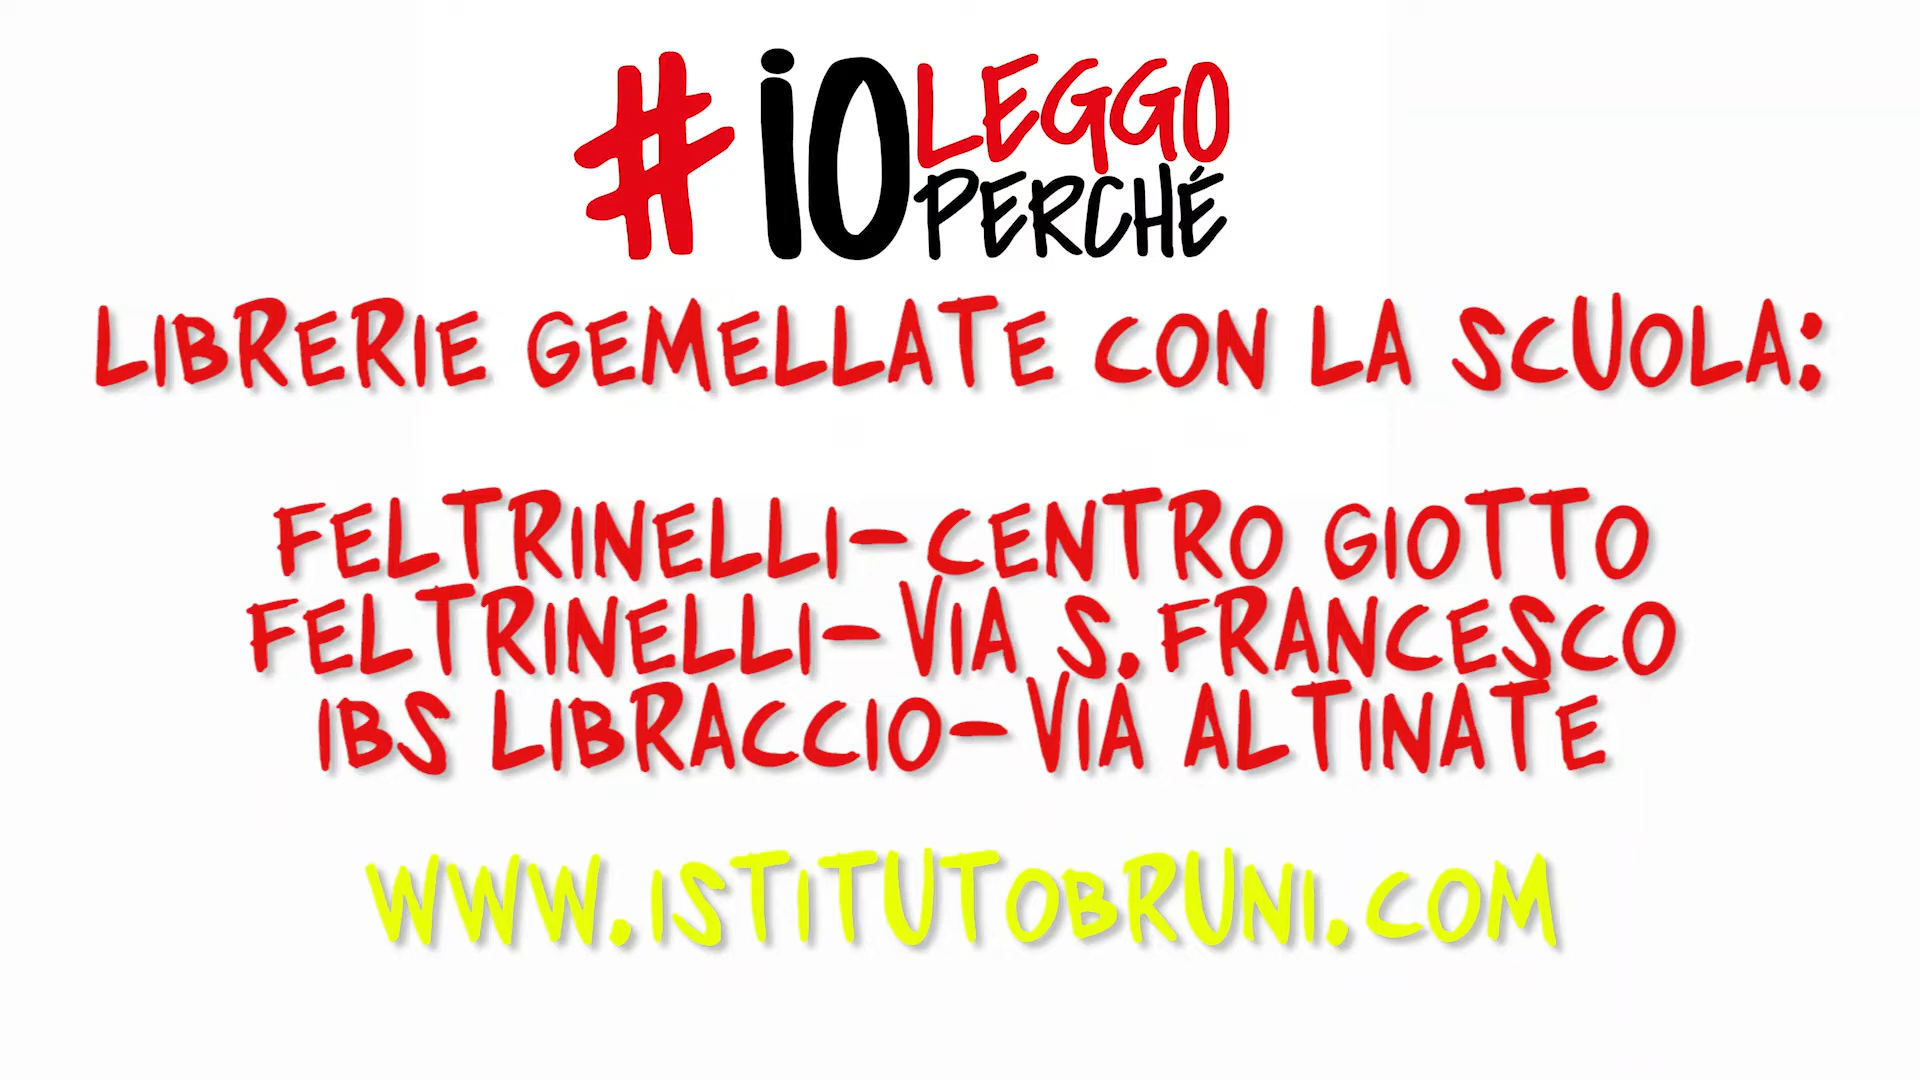 #IOLEGGO
PERCHÉ
LIBRERIE GEMELLATE CON LA SCUOLA:
FELTRINELLI-CENTRO GIOTTO
FELTRINELLI-VIA S.FRANCESCO
IBS LIBRACCIO-VIA ALTINATE
WWW.ISTITUTOBRUNI.COM